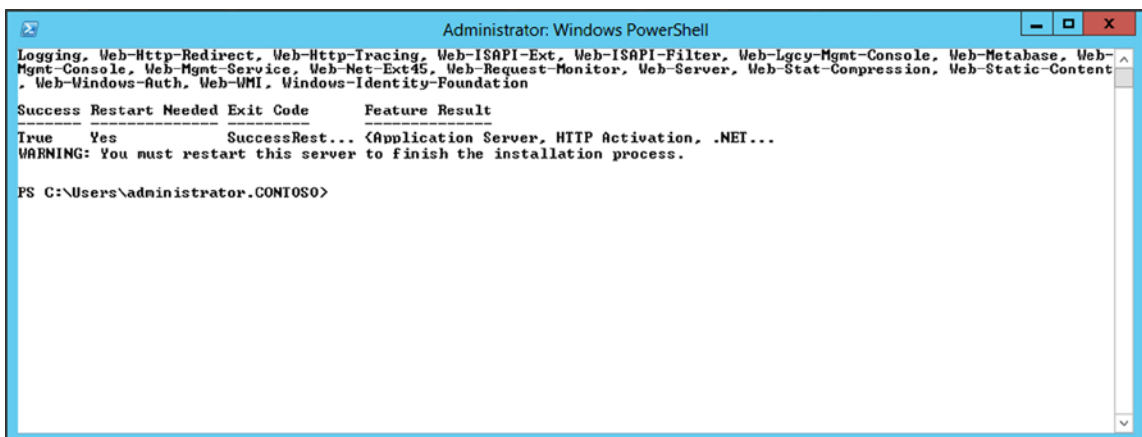 Administrator: Windows PowerShell
Logging, Web-Http-Redirect, Web-Http-Tracing, Web-ISAPI-Ext, Web-ISAPI-Filter, Web-Lgcy-Mgmt-Console, Web-Metabase, Web-
Mgmt-Console, Web-Mgmt-Service, Web-Net-Ext45, Web-Request-Monitor, Web-Server, Web-Stat-Compression, Web-Static-Content
, Web-Windows-Auth, Web-WMI, Windows-Identity-Foundation
Success Restart Needed Exit Code Feature Result
------- -------------- --------- --------------
True Yes SuccessRest... {Application Server, HTTP Activation, .NET...
WARNING: You must restart this server to finish the installation process.
PS C:\Users\administrator.CONTOSO>